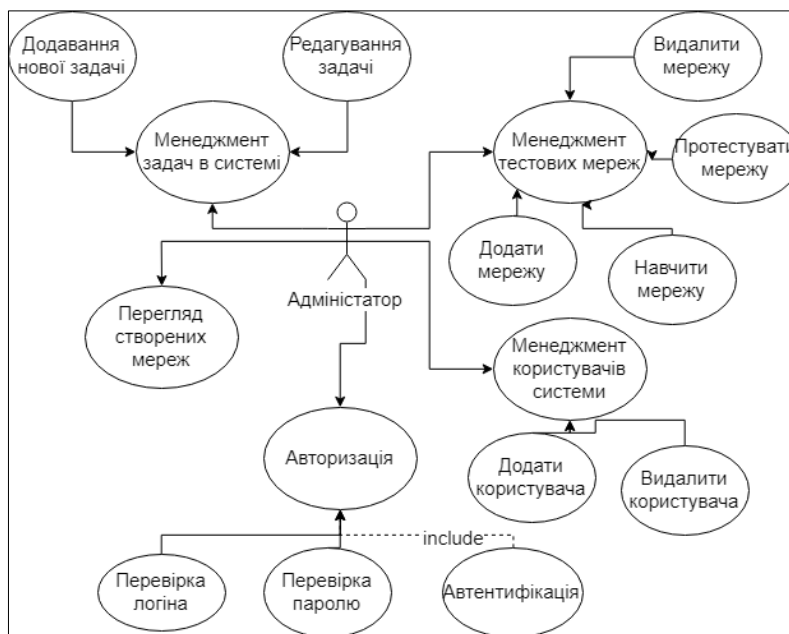 Додавання
нової задачі
Редагування
задачі
Видалити
мережу
Менеджмент
задач в системі
Менеджмент
тестових мереж
Протестувати
мережу
Додати
мережу
Навчити
мережу
Адміністатор
Перегляд
створених
мереж
Менеджмент
користувачів
системи
Авторизація
Додати
користувача
Видалити
користувача
include
Перевірка
логіна
Перевірка
паролю
Автентифікація